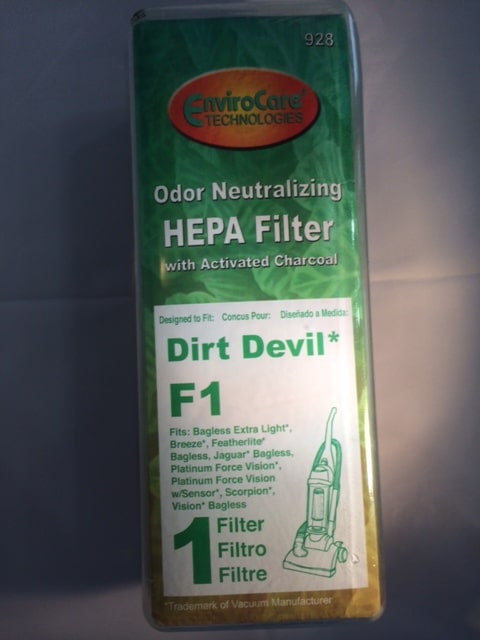 928
EnviroCare
TECHNOLOGIES
Odor Neutralizing
HEPA Filter
with Activated Charcoal
Designed to Fit: Concus Pour: Diseñado a Medida:
Dirt Devil*
F1
Fits: Bagless Extra Light*,
Breeze*, Featherlite*
Bagless, Jaguar* Bagless,
Platinum Force Vision*,
Platinum Force Vision
w/Sensor*, Scorpion*,
Vision* Bagless
1 Filter
Filtro
Filtre
*Trademark of Vacuum Manufacturer